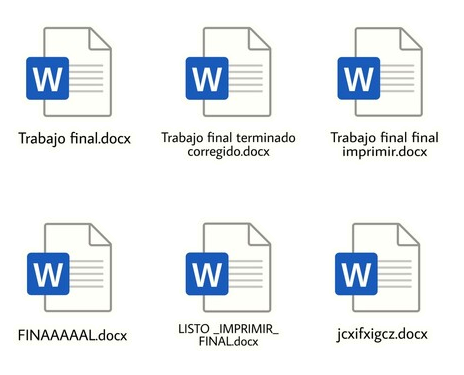 W
W
W
Trabajo final.docx
Trabajo final terminado
corregido.docx
Trabajo final final
imprimir.docx
W
W
W
FINAAAAAL.docx
LISTO _IMPRIMIR_
FINAL.docx
jcxifxigcz.docx